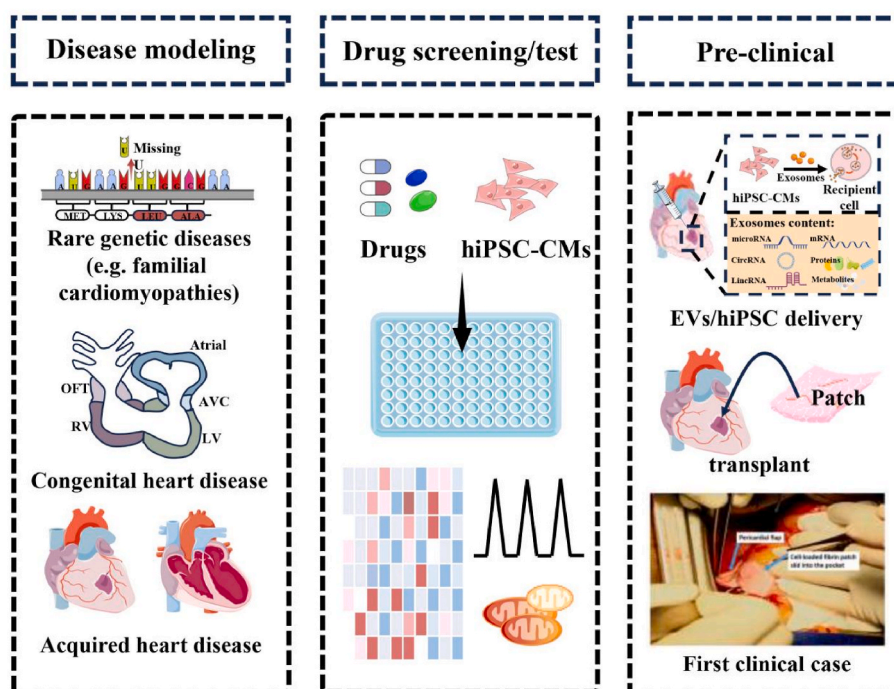 Disease modeling
Drug screening/test
Pre-clinical
Missing
U
U
A U G A A G U U G G C G A A
MET LYS LEU ALA
Rare genetic diseases
(e.g. familial
cardiomyopathies)
Atrial
OFT
AVC
RV
LV
Congenital heart disease
Acquired heart disease
Drugs
hiPSC-CMs
Exosomes
hiPSC-CMs
Recipient
cell
Exosomes content:
microRNA
mRNA
CircRNA
Proteins
LincRNA
Metabolites
EVs/hiPSC delivery
Patch
transplant
Pericardial flap
Cell-loaded fibrin patch
slid into the pocket
First clinical case